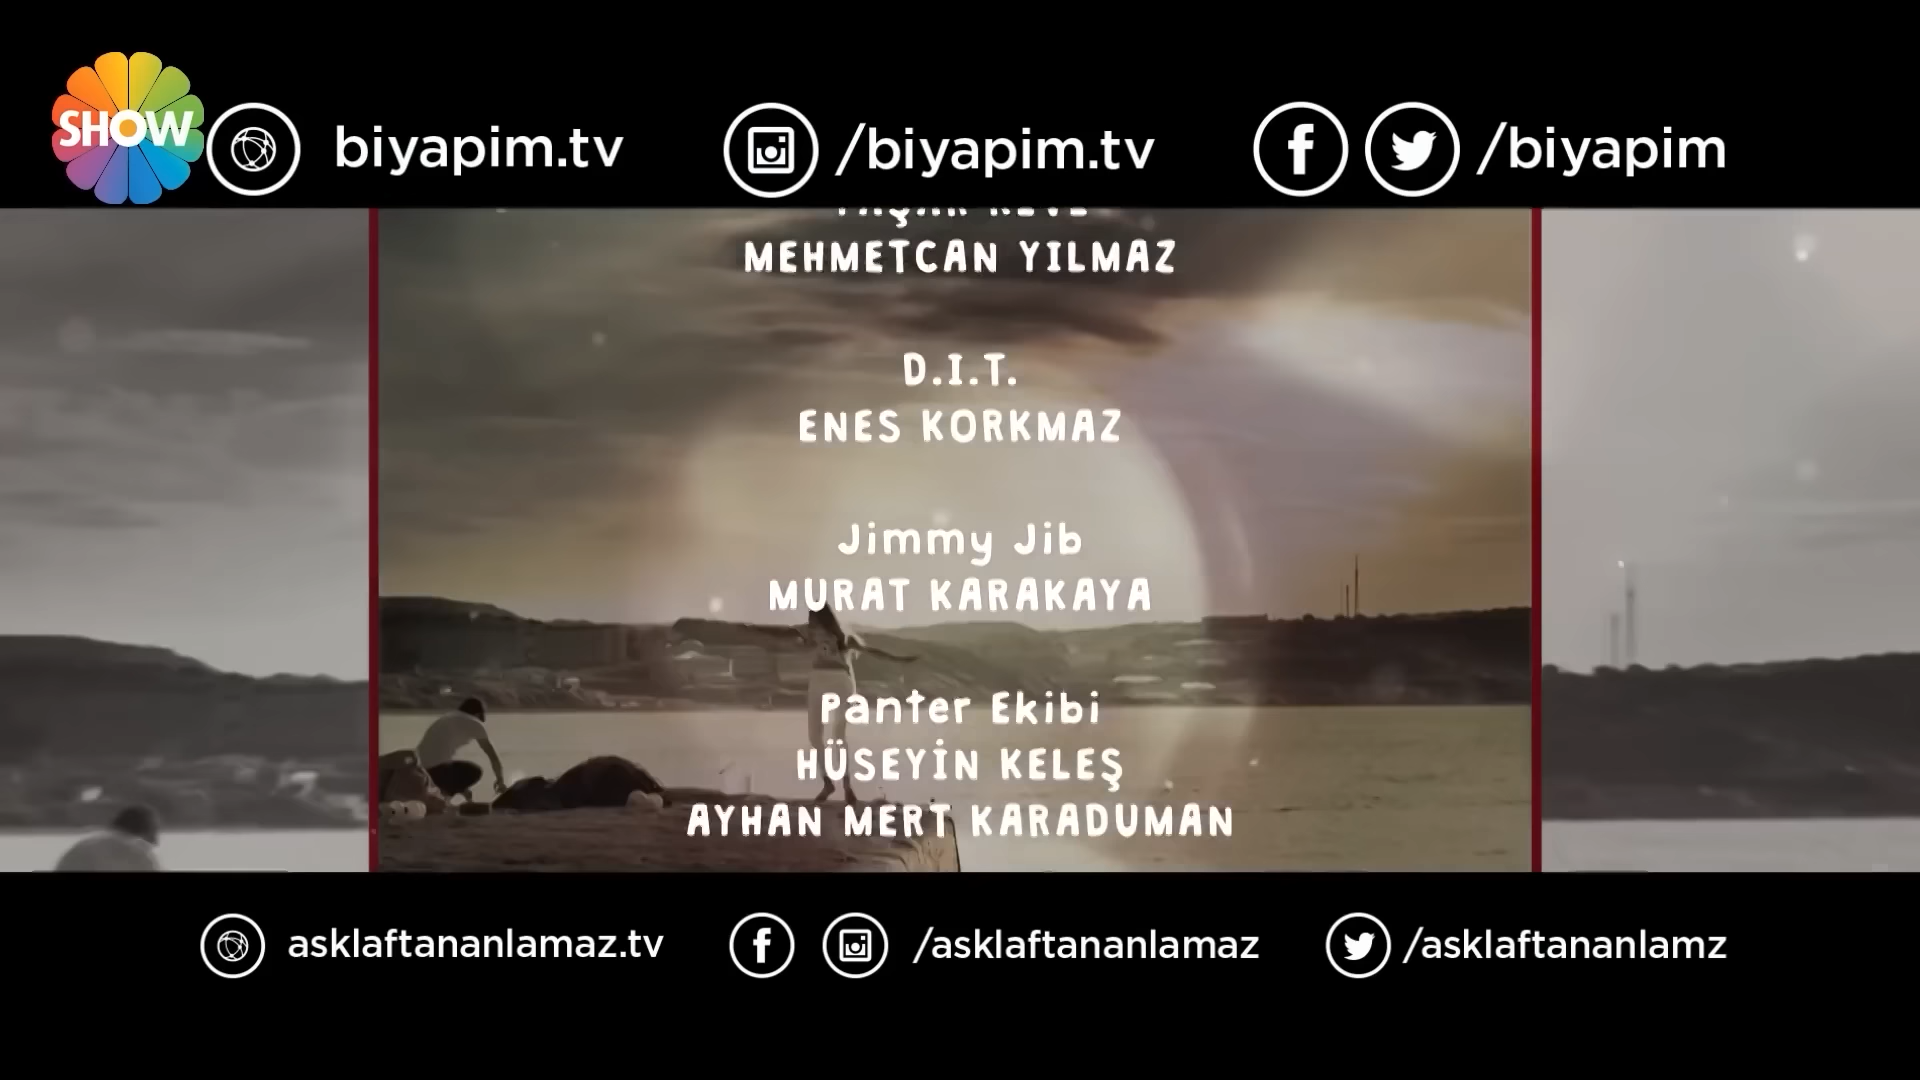 SHOW
biyapim.tv
/biyapim.tv
/biyapim
MEHMETCAN YILMAZ
D.I.T.
ENES KORKMAZ
Jimmy Jib
MURAT KARAKAYA
Panter Ekibi
HÜSEYİN KELEŞ
AYHAN MERT KARADUMAN
asklaftananlamaz.tv
/asklaftananlamaz
/asklaftananlamz